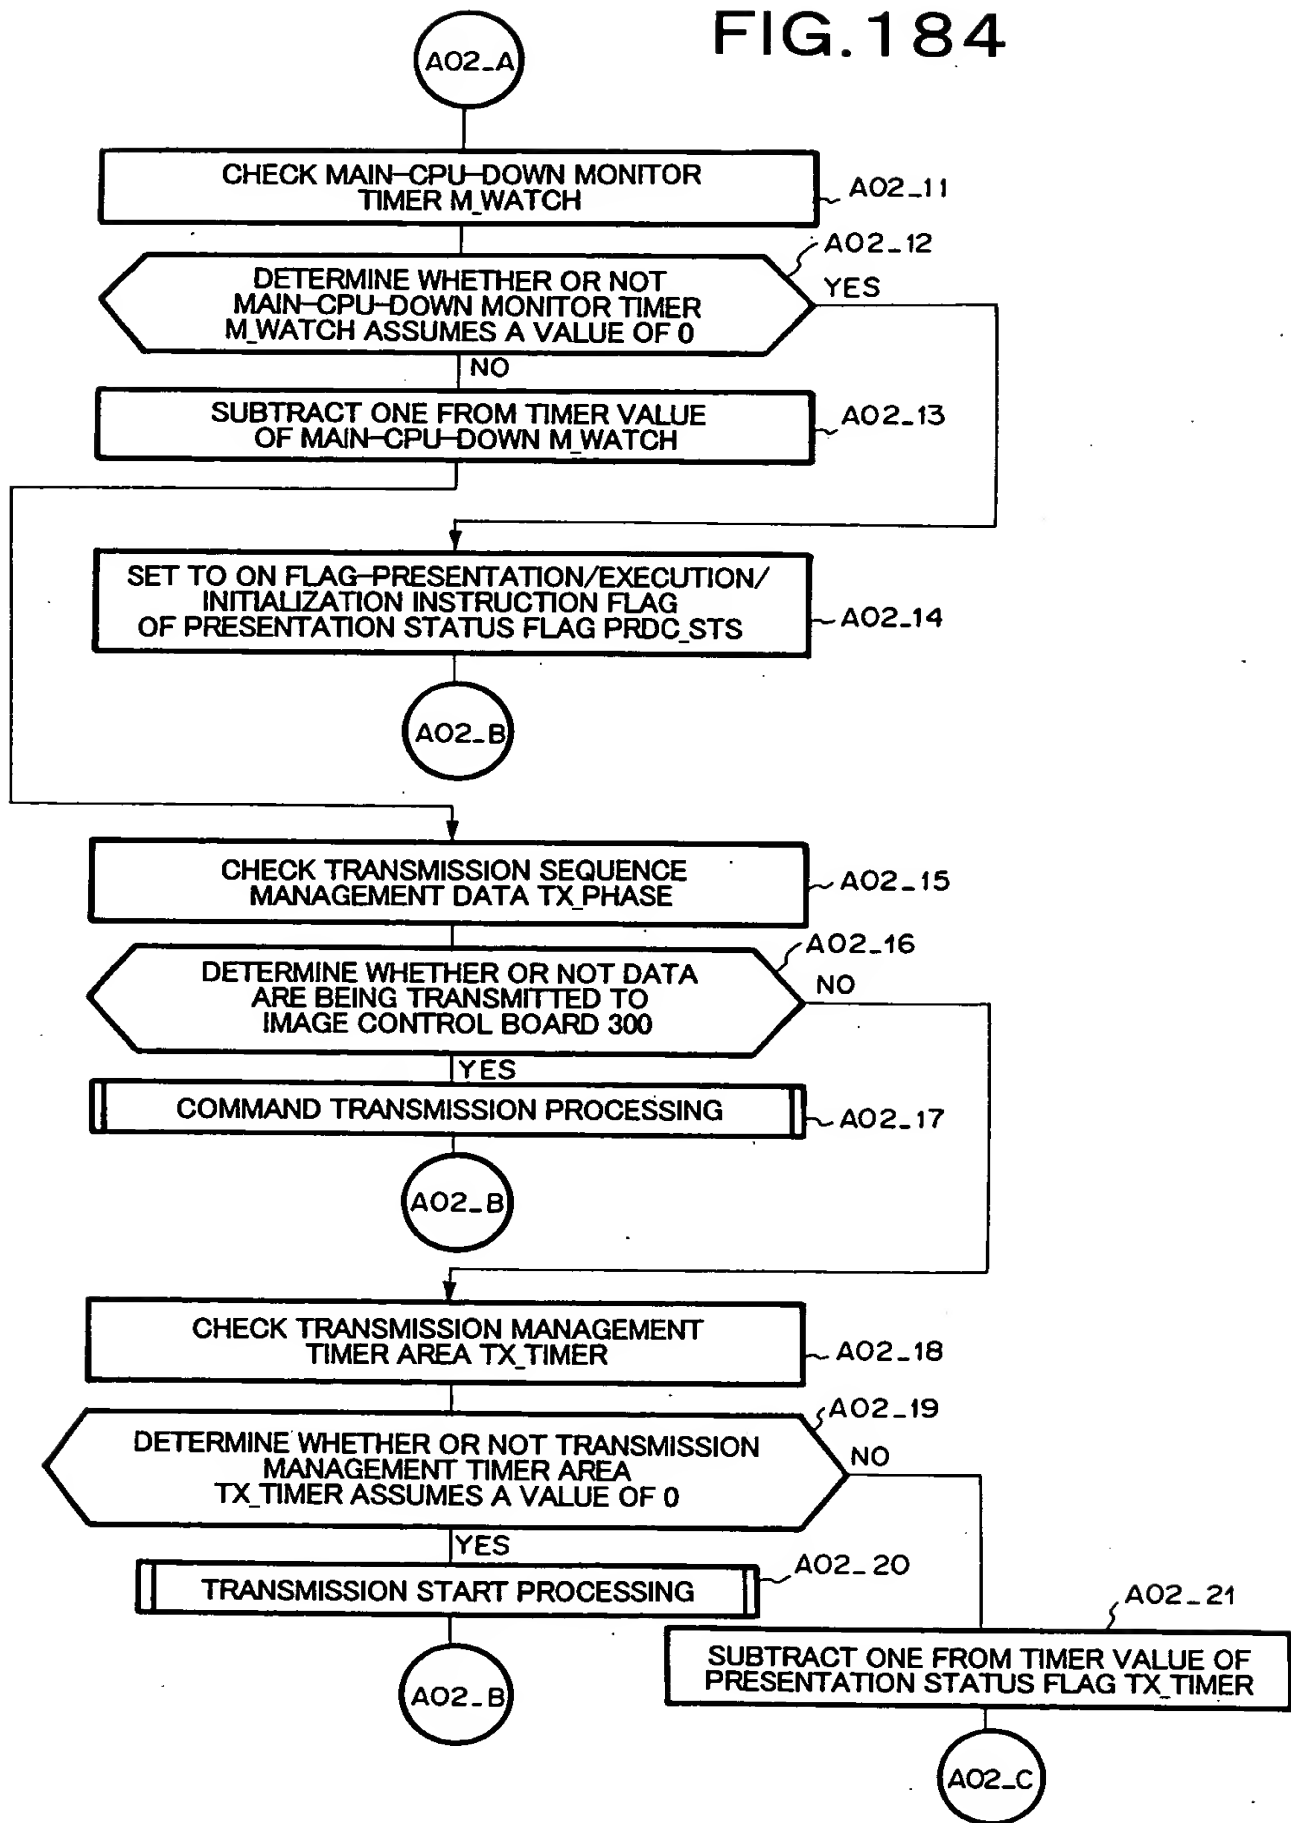 FIG.184
A02_A
CHECK MAIN-CPU-DOWN MONITOR
TIMER M_WATCH
A02_11
A02_12
DETERMINE WHETHER OR NOT
MAIN-CPU-DOWN MONITOR TIMER
M_WATCH ASSUMES A VALUE OF 0
YES
NO
SUBTRACT ONE FROM TIMER VALUE
OF MAIN-CPU-DOWN M_WATCH
A02_13
SET TO ON FLAG-PRESENTATION/EXECUTION/
INITIALIZATION INSTRUCTION FLAG
OF PRESENTATION STATUS FLAG PRDC_STS
A02_14
A02_B
CHECK TRANSMISSION SEQUENCE
MANAGEMENT DATA TX_PHASE
A02_15
A02_16
DETERMINE WHETHER OR NOT DATA
ARE BEING TRANSMITTED TO
IMAGE CONTROL BOARD 300
NO
YES
COMMAND TRANSMISSION PROCESSING
A02_17
A02_B
CHECK TRANSMISSION MANAGEMENT
TIMER AREA TX_TIMER
A02_18
A02_19
DETERMINE WHETHER OR NOT TRANSMISSION
MANAGEMENT TIMER AREA
TX_TIMER ASSUMES A VALUE OF 0
NO
YES
TRANSMISSION START PROCESSING
A02_20
A02_21
SUBTRACT ONE FROM TIMER VALUE OF
PRESENTATION STATUS FLAG TX_TIMER
A02_B
A02_C